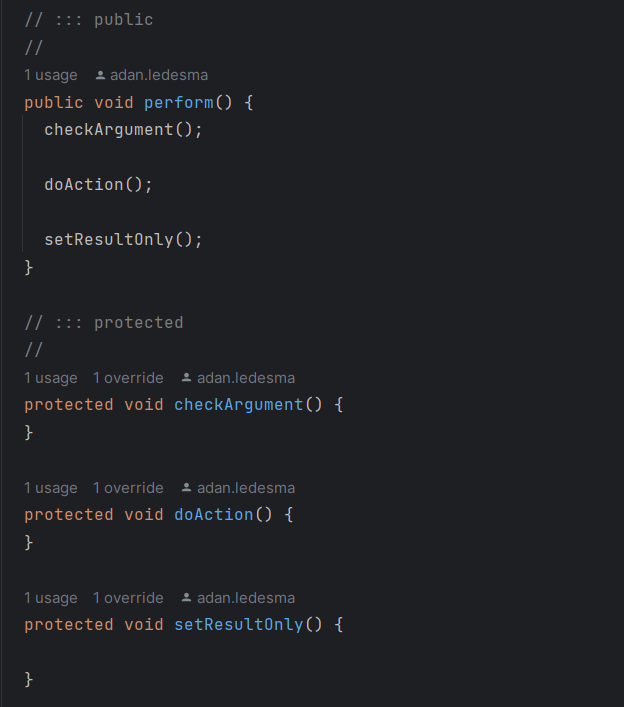 // ::: public
//
1 usage adan.ledesma
public void perform() {
checkArgument();
doAction();
setResultOnly();
}
// ::: protected
//
1 usage 1 override adan.ledesma
protected void checkArgument() {
}
1 usage 1 override adan.ledesma
protected void doAction() {
}
1 usage 1 override adan.ledesma
protected void setResultOnly() {
}